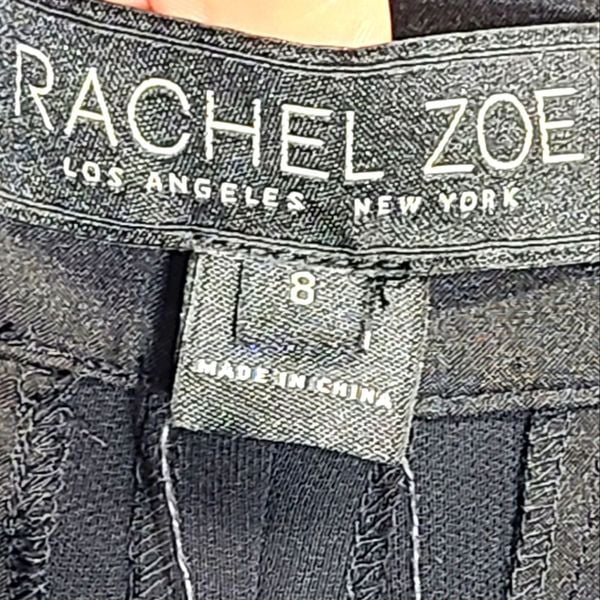 RACHEL ZOE
LOS ANGELES NEW YORK
8
MADE IN CHINA